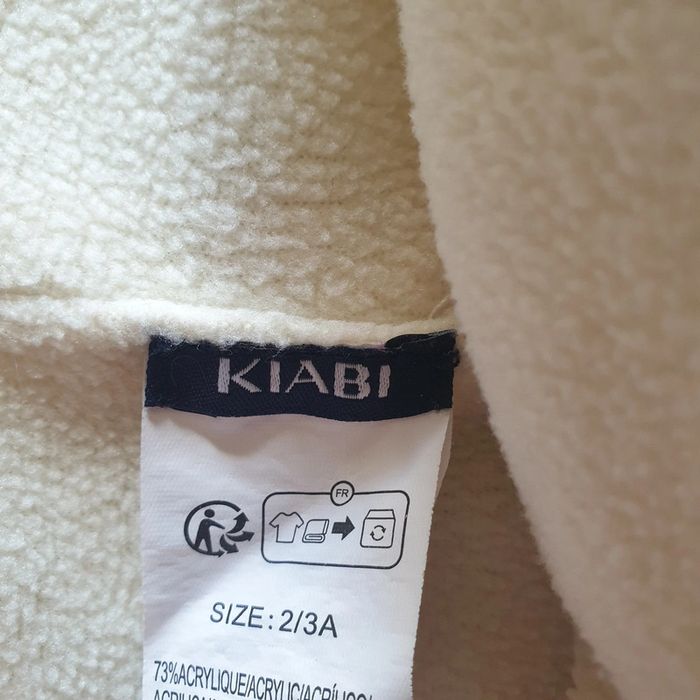 KIABI
FR
SIZE: 2/3A
73%ACRYLIQUE/ACRYLIC/ACRÍLICO/